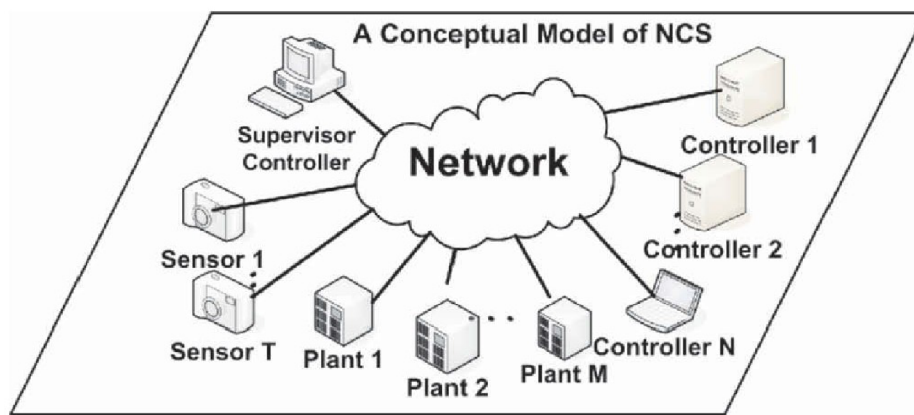 A Conceptual Model of NCS
Supervisor
Controller
Network
Controller 1
Controller 2
Sensor 1
Sensor T
Plant 1
Plant 2
Plant M
Controller N